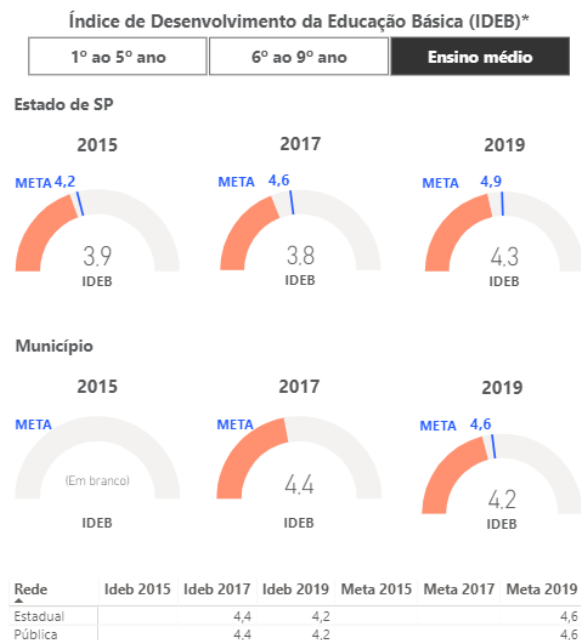 Índice de Desenvolvimento da Educação Básica (IDEB)*
1º ao 5º ano 6º ao 9º ano Ensino médio
Estado de SP
2015 2017 2019
META 4,2 META 4,6 META 4,9
3.9 3.8 4.3
IDEB IDEB IDEB
Município
2015 2017 2019
META META META 4,6
(Em branco) 4.4 4.2
IDEB IDEB IDEB
Rede Ideb 2015 Ideb 2017 Ideb 2019 Meta 2015 Meta 2017 Meta 2019
Estadual 4,4 4,2 4,6
Pública 4,4 4,2 4,6